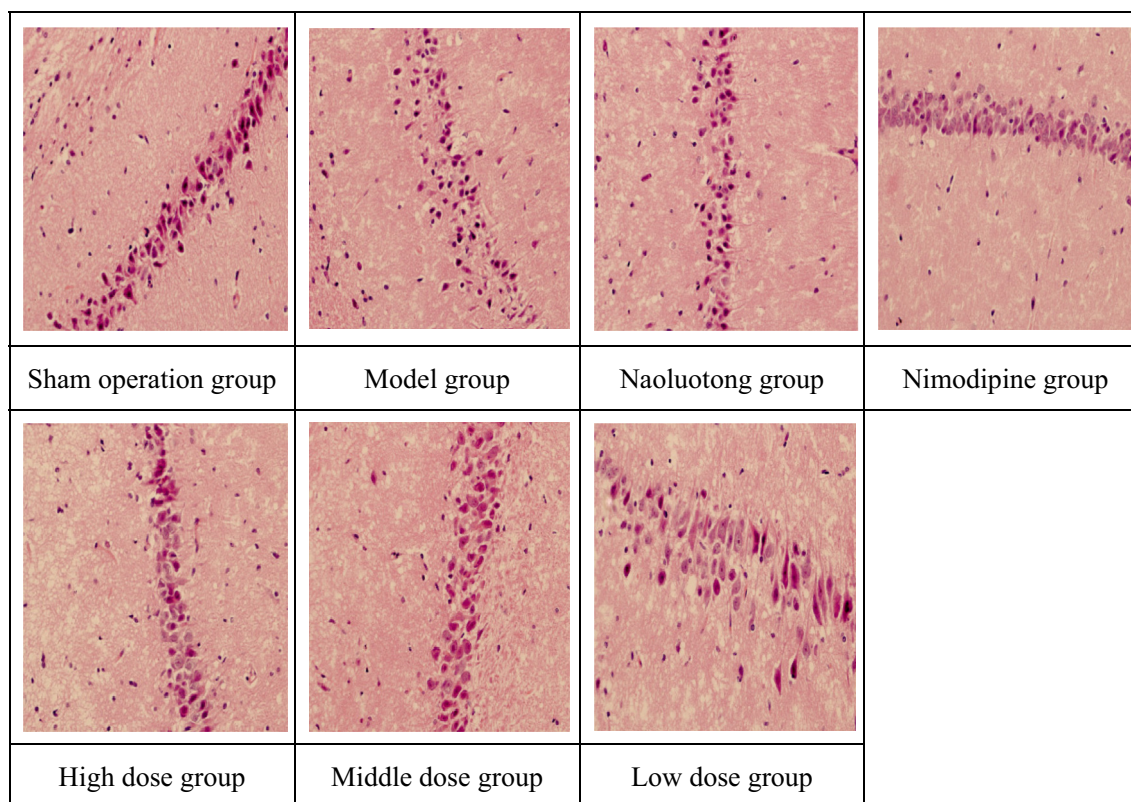 Sham operation group
Model group
Naoluotong group
Nimodipine group
High dose group
Middle dose group
Low dose group